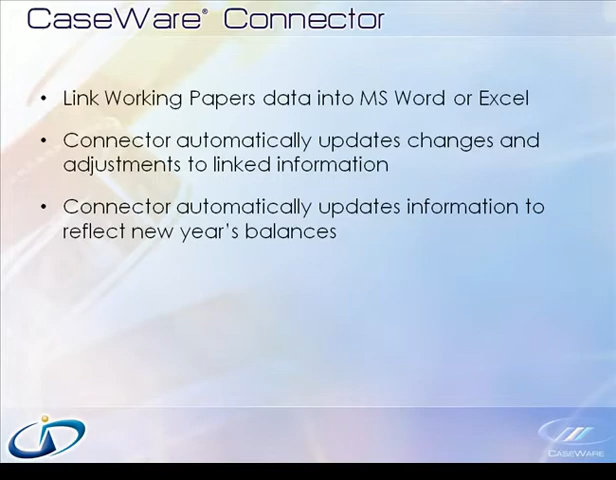 CaseWare® Connector
• Link Working Papers data into MS Word or Excel
• Connector automatically updates changes and
adjustments to linked information
• Connector automatically updates information to
reflect new year's balances
CASEWARE